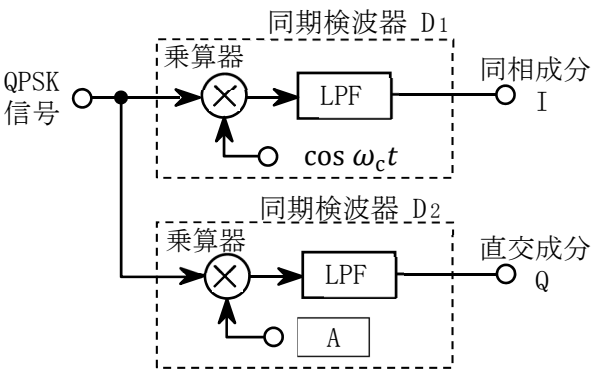 同期検波器 D1
乗算器
QPSK
信号
LPF
同相成分
I
cos ωct
同期検波器 D2
乗算器
LPF
直交成分
Q
A